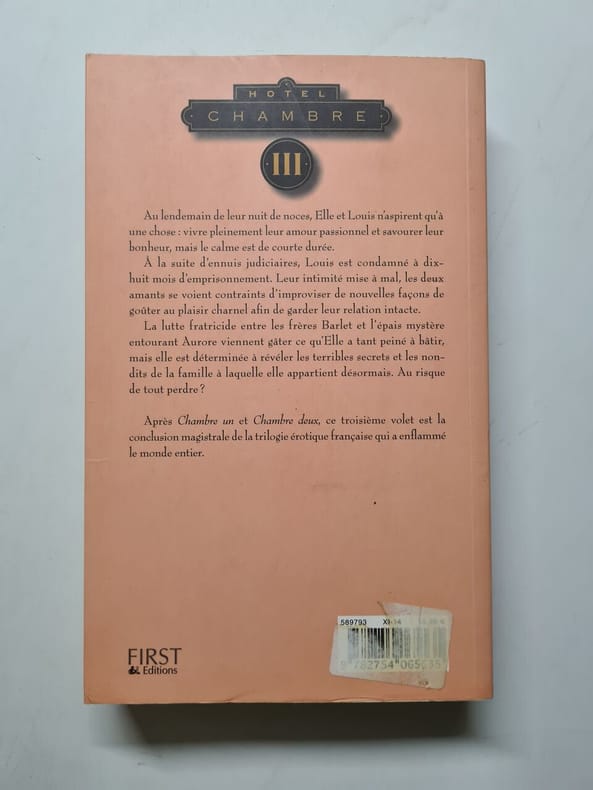 HOTEL
CHAMBRE
III
Au lendemain de leur nuit de noces, Elle et Louis n'aspirent qu'à
une chose : vivre pleinement leur amour passionnel et savourer leur
bonheur, mais le calme est de courte durée.
À la suite d'ennuis judiciaires, Louis est condamné à dix-
huit mois d'emprisonnement. Leur intimité mise à mal, les deux
amants se voient contraints d'improviser de nouvelles façons de
goûter au plaisir charnel afin de garder leur relation intacte.
La lutte fratricide entre les frères Barlet et l'épais mystère
entourant Aurore viennent gâter ce qu'Elle a tant peiné à bâtir,
mais elle est déterminée à révéler les terribles secrets et les non-
dits de la famille à laquelle elle appartient désormais. Au risque
de tout perdre ?
Après Chambre un et Chambre deux, ce troisième volet est la
conclusion magistrale de la trilogie érotique française qui a enflammé
le monde entier.
569793 XI-14
FIRST
& Editions